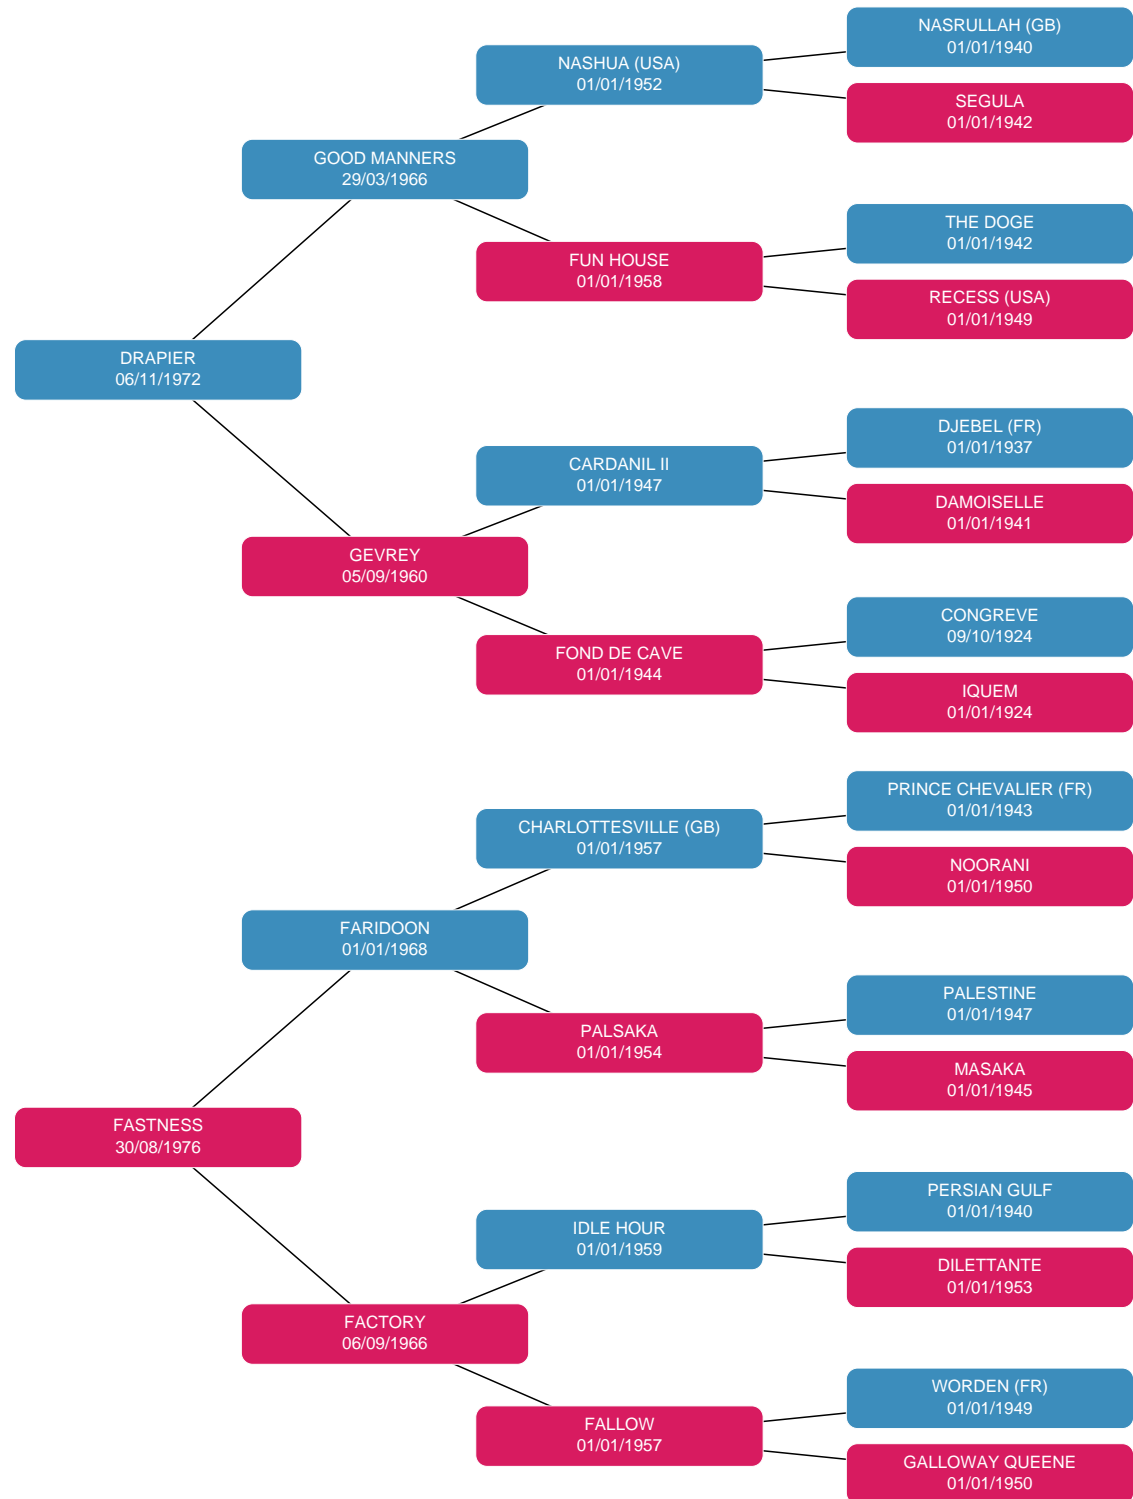 NASRULLAH (GB)
01/01/1940
NASHUA (USA)
01/01/1952
SEGULA
01/01/1942
GOOD MANNERS
29/03/1966
THE DOGE
01/01/1942
FUN HOUSE
01/01/1958
RECESS (USA)
01/01/1949
DRAPIER
06/11/1972
DJEBEL (FR)
01/01/1937
CARDANIL II
01/01/1947
DAMOISELLE
01/01/1941
GEVREY
05/09/1960
CONGREVE
09/10/1924
FOND DE CAVE
01/01/1944
IQUEM
01/01/1924
PRINCE CHEVALIER (FR)
01/01/1943
CHARLOTTESVILLE (GB)
01/01/1957
NOORANI
01/01/1950
FARIDOON
01/01/1968
PALESTINE
01/01/1947
PALSAKA
01/01/1954
MASAKA
01/01/1945
FASTNESS
30/08/1976
PERSIAN GULF
01/01/1940
IDLE HOUR
01/01/1959
DILETTANTE
01/01/1953
FACTORY
06/09/1966
WORDEN (FR)
01/01/1949
FALLOW
01/01/1957
GALLOWAY QUEENE
01/01/1950